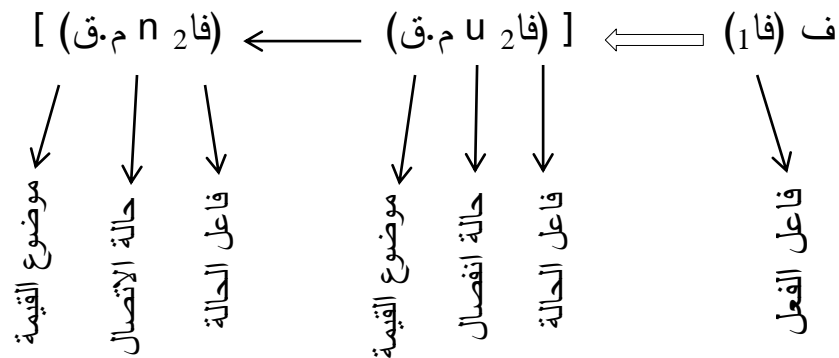 ف (فا1) [ (فا2 u م.ق) (فا2 n م.ق) ]
فاعل الفعل
فاعل الحالة
حالة انفصال
موضوع القيمة
فاعل الحالة
حالة الاتصال
موضوع القيمة